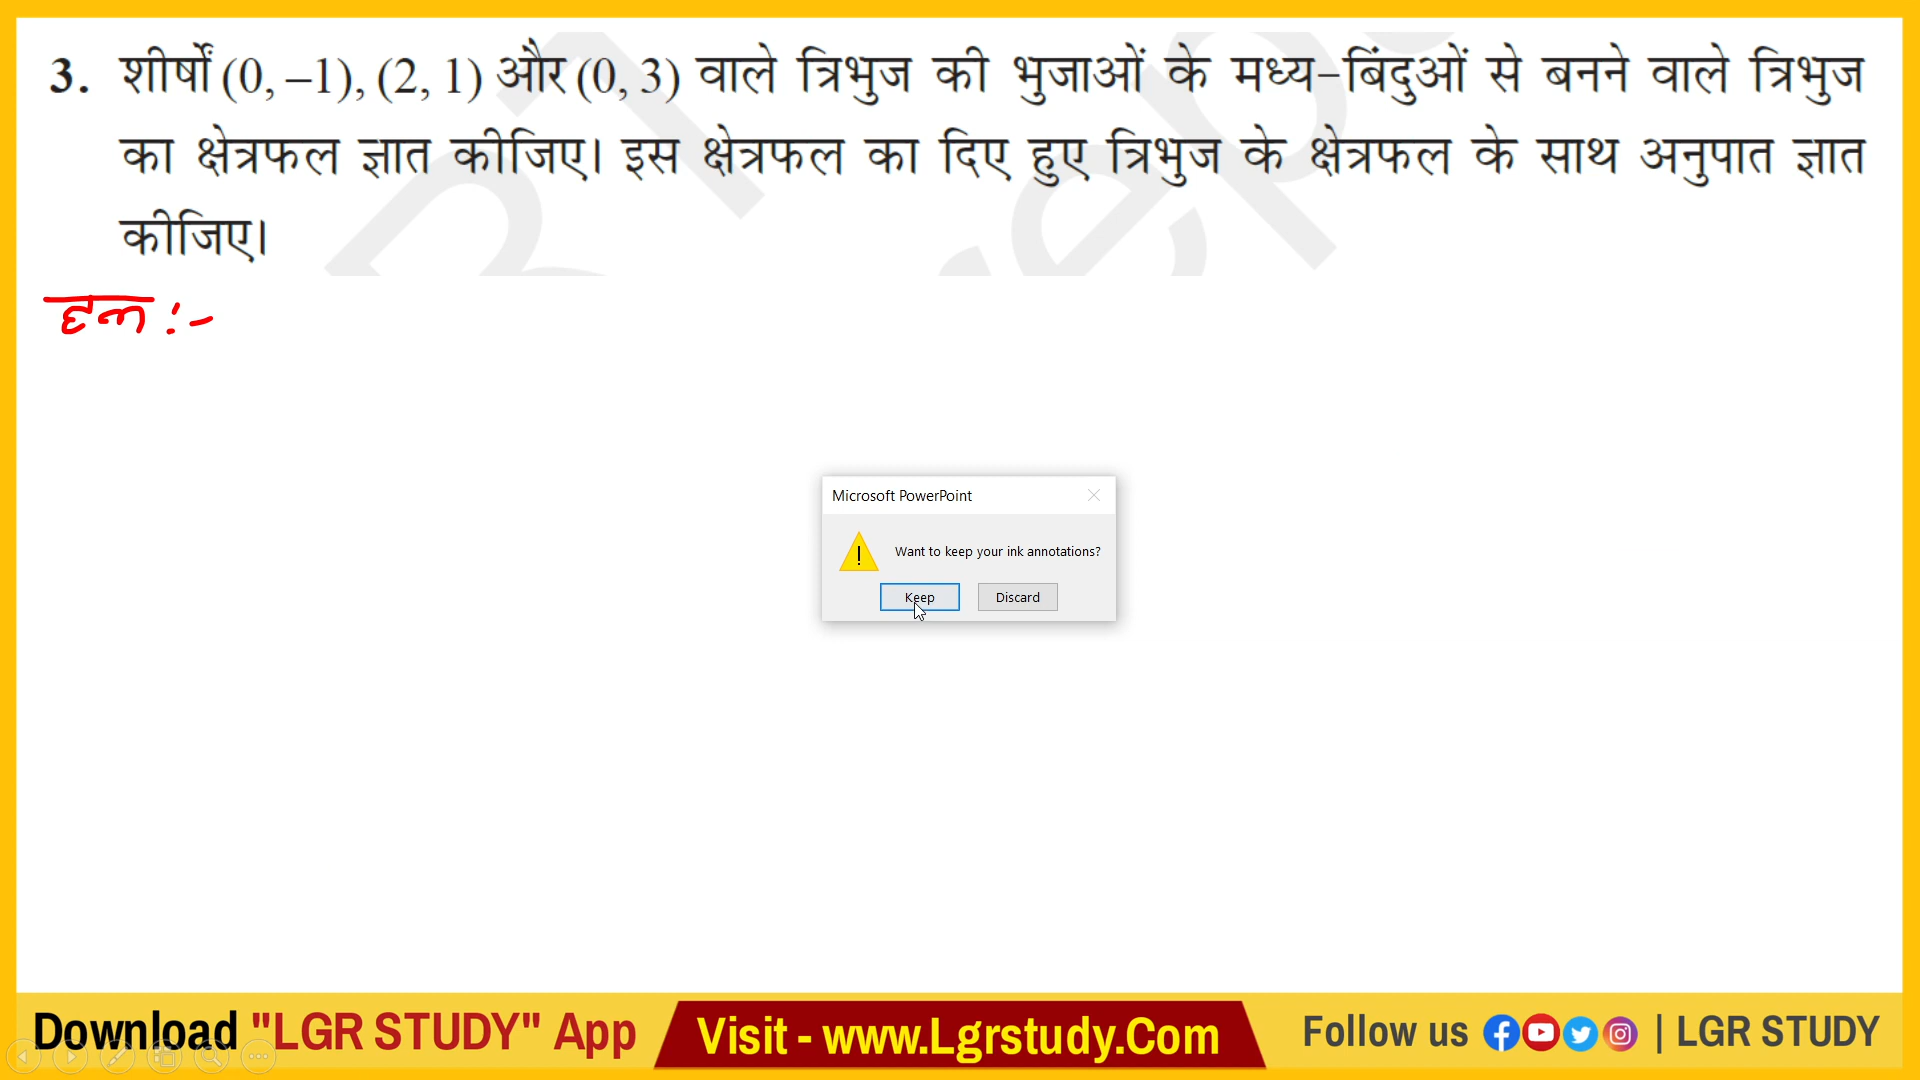 3. शीर्षों (0, –1), (2, 1) और (0, 3) वाले त्रिभुज की भुजाओं के मध्य-बिंदुओं से बनने वाले त्रिभुज
का क्षेत्रफल ज्ञात कीजिए। इस क्षेत्रफल का दिए हुए त्रिभुज के क्षेत्रफल के साथ अनुपात ज्ञात
कीजिए।
हल :-
Microsoft PowerPoint
Want to keep your ink annotations?
Keep Discard
Download "LGR STUDY" App Visit - www.Lgrstudy.Com Follow us | LGR STUDY